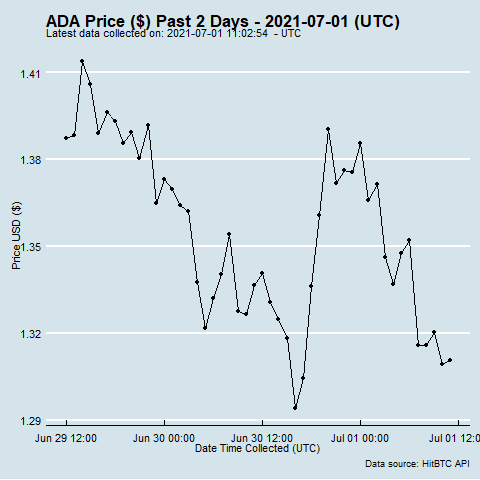 ADA Price ($) Past 2 Days - 2021-07-01 (UTC)
Latest data collected on: 2021-07-01 11:02:54 - UTC
1.41
1.38
1.35
1.32
1.29
Price USD ($)
Jun 29 12:00
Jun 30 00:00
Jun 30 12:00
Jul 01 00:00
Jul 01 12:0
Date Time Collected (UTC)
Data source: HitBTC API